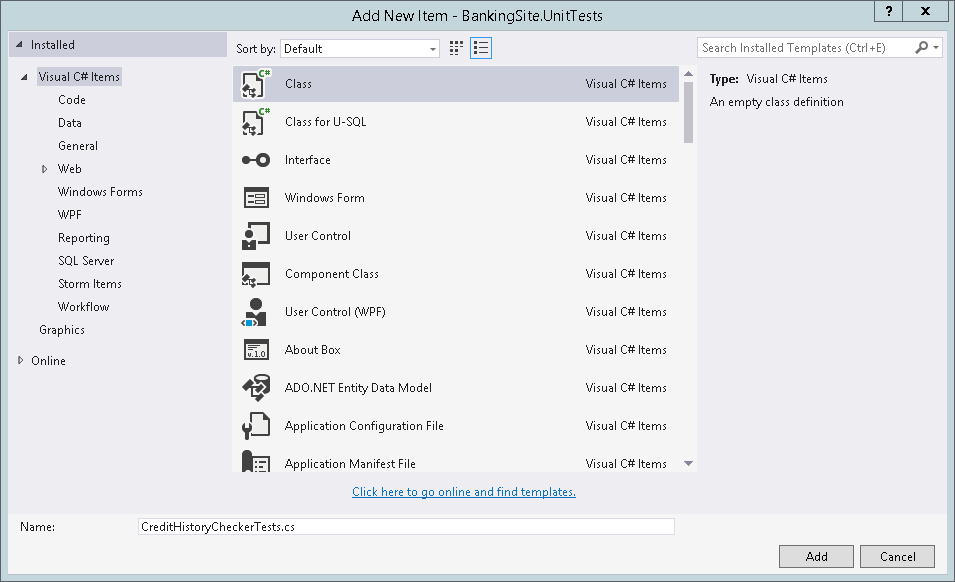 Add New Item - BankingSite.UnitTests
? X
Installed
Sort by: Default
Search Installed Templates (Ctrl+E)
Visual C# Items
Code
Data
General
Web
Windows Forms
WPF
Reporting
SQL Server
Storm Items
Workflow
Graphics
Online
C# Class Visual C# Items
C# Class for U-SQL Visual C# Items
Interface Visual C# Items
Windows Form Visual C# Items
User Control Visual C# Items
Component Class Visual C# Items
User Control (WPF) Visual C# Items
v.1.0 About Box Visual C# Items
ADO.NET Entity Data Model Visual C# Items
Application Configuration File Visual C# Items
Application Manifest File Visual C# Items
Type: Visual C# Items
An empty class definition
Click here to go online and find templates.
Name: CreditHistoryCheckerTests.cs
Add Cancel